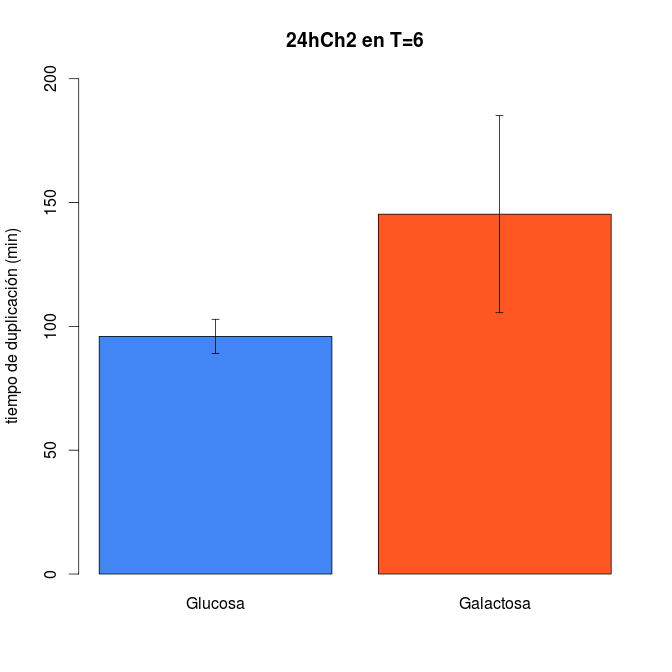 24hCh2 en T=6
tiempo de duplicación (min)
200
150
100
50
0
Glucosa
Galactosa